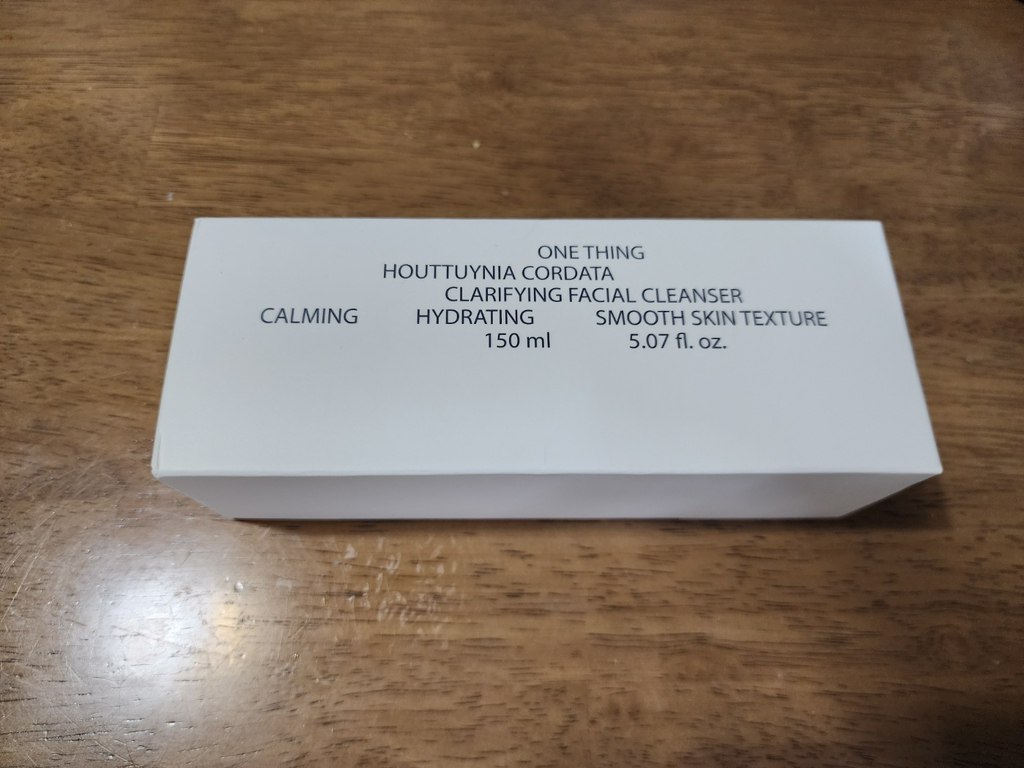 ONE THING
HOUTTUYNIA CORDATA
CLARIFYING FACIAL CLEANSER
CALMING HYDRATING SMOOTH SKIN TEXTURE
150 ml 5.07 fl. oz.